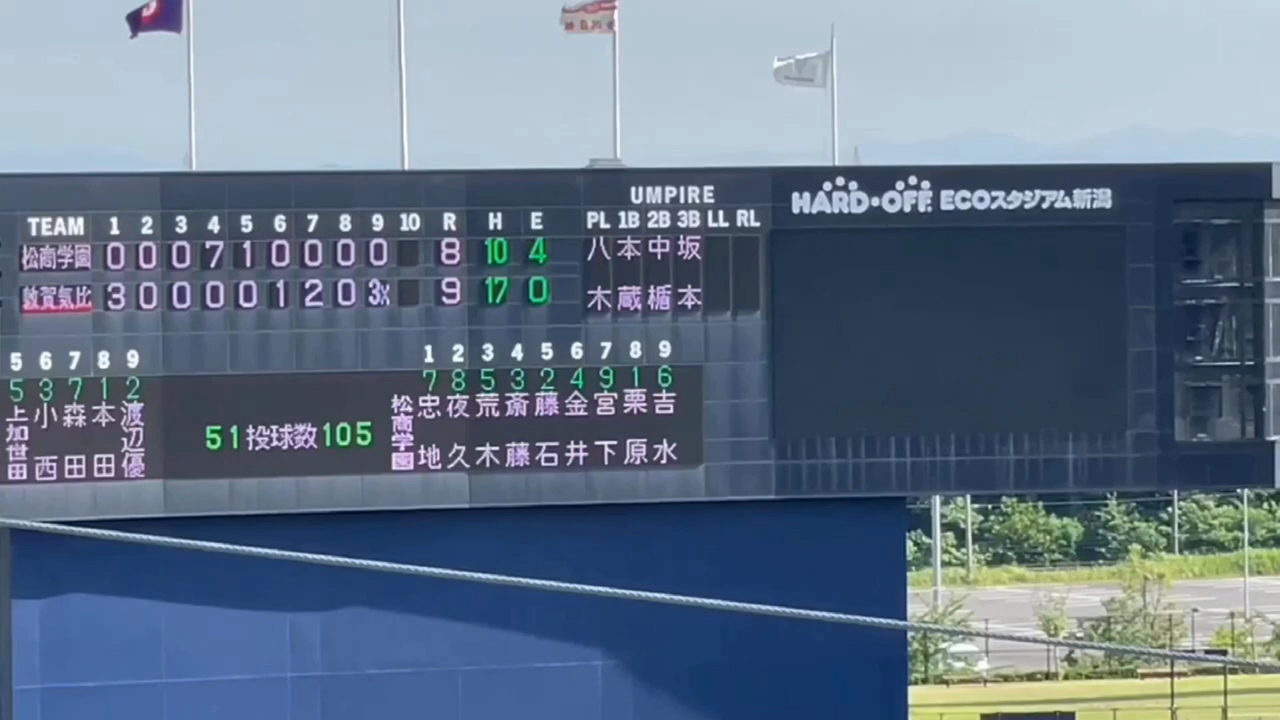 UMPIRE
HARD・OFF ECOスタジアム新潟
TEAM 1 2 3 4 5 6 7 8 9 10 R H E PL 1B 2B 3B LL RL
松商学園 0 0 0 7 1 0 0 0 0 8 10 4 八木 本蔵 中楯 坂本
敦賀気比 3 0 0 0 0 1 2 0 3x 9 17 0
5 6 7 8 9
5 3 7 1 2
上加世田 小西 森田 本田 渡辺優
51 投球数 105
1 2 3 4 5 6 7 8 9
7 8 5 3 2 4 9 1 6
松商学園 忠地 夜久 荒木 斎藤 藤石 金井 宮下 栗原 吉水